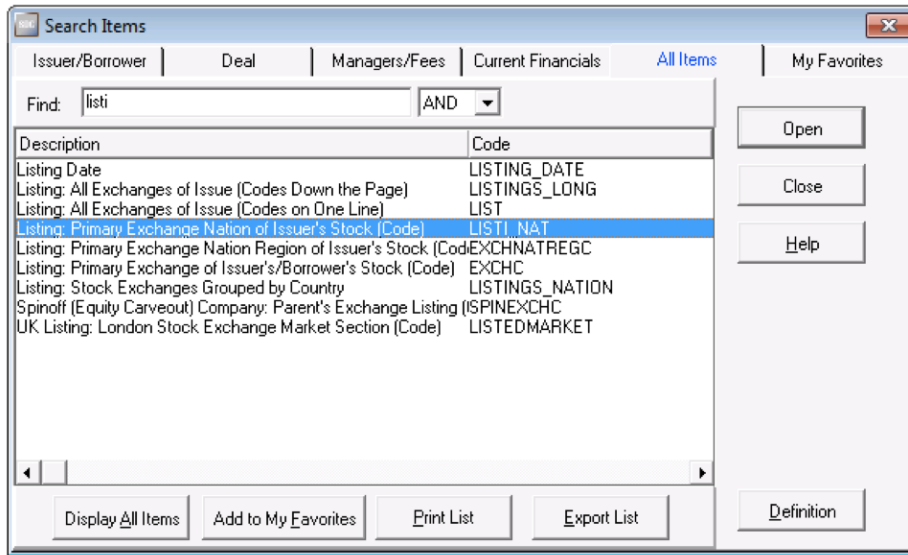 Search Items
Issuer/Borrower Deal Managers/Fees Current Financials All Items My Favorites
Find: listi AND
Open
Description Code
Listing Date LISTING_DATE
Close
Listing: All Exchanges of Issue (Codes Down the Page) LISTINGS_LONG
Listing: All Exchanges of Issue (Codes on One Line) LIST
Listing: Primary Exchange Nation of Issuer's Stock (Code) LISTI_NAT
Help
Listing: Primary Exchange Nation Region of Issuer's Stock (Code EXCHNATREGC
Listing: Primary Exchange of Issuer's/Borrower's Stock (Code) EXCHC
Listing: Stock Exchanges Grouped by Country LISTINGS_NATION
Spinoff (Equity Carveout) Company: Parent's Exchange Listing ( SPINEXCHC
UK Listing: London Stock Exchange Market Section (Code) LISTEDMARKET
Display All Items Add to My Favorites Print List Export List Definition